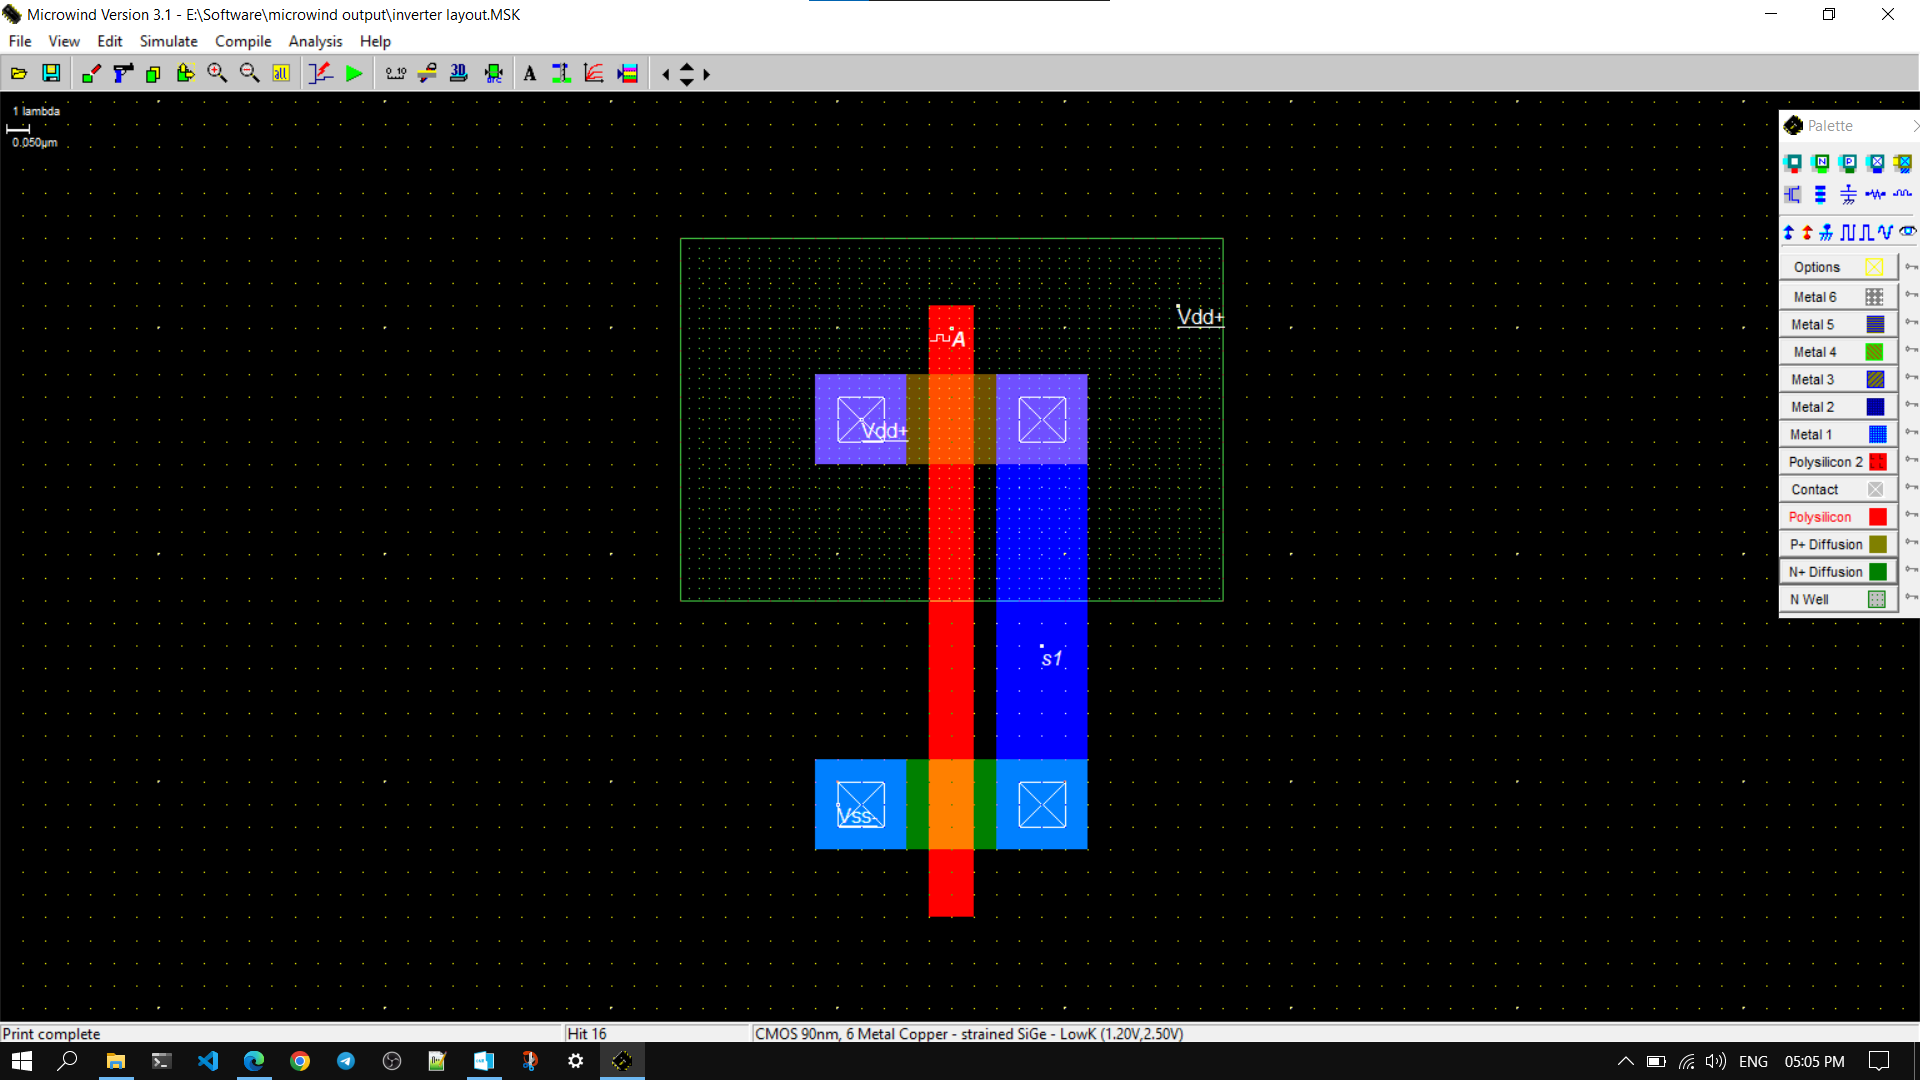 Microwind Version 3.1 - E:\Software\microwind output\inverter layout.MSK
File View Edit Simulate Compile Analysis Help
1 lambda
0.050µm
Palette
Vdd+
A
Vdd+
s1
Vss-
Options
Metal 6
Metal 5
Metal 4
Metal 3
Metal 2
Metal 1
Polysilicon 2
Contact
Polysilicon
P+ Diffusion
N+ Diffusion
N Well
Print complete
Hit 16
CMOS 90nm, 6 Metal Copper - strained SiGe - LowK (1.20V,2.50V)
ENG 05:05 PM